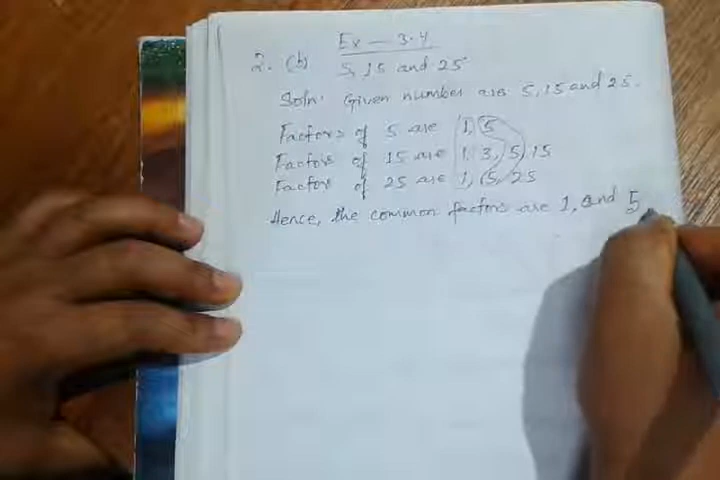 Ex - 3.4
2. (b) 5, 15 and 25
Soln: Given number are 5, 15 and 25.
Factors of 5 are 1, 5
Factors of 15 are 1, 3, 5, 15
Factors of 25 are 1, 5, 25
Hence, the common factors are 1, and 5.